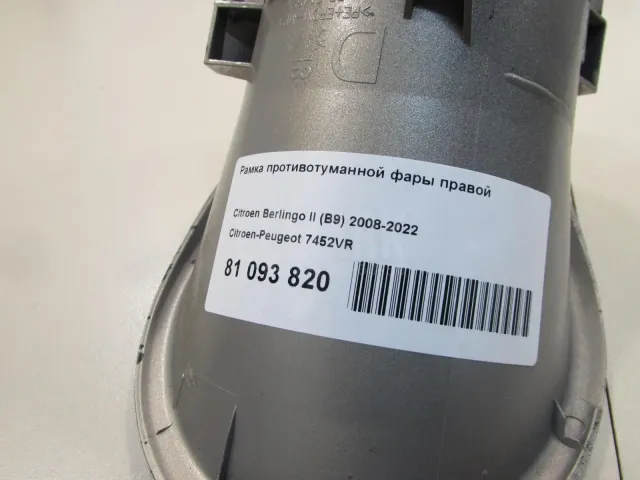 D
Рамка противотуманной фары правой
Citroen Berlingo II (B9) 2008-2022
Citroen-Peugeot 7452VR
81 093 820